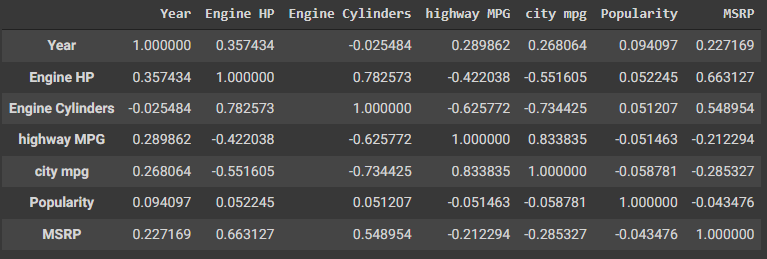 Year Engine HP Engine Cylinders highway MPG city mpg Popularity MSRP
Year 1.000000 0.357434 -0.025484 0.289862 0.268064 0.094097 0.227169
Engine HP 0.357434 1.000000 0.782573 -0.422038 -0.551605 0.052245 0.663127
Engine Cylinders -0.025484 0.782573 1.000000 -0.625772 -0.734425 0.051207 0.548954
highway MPG 0.289862 -0.422038 -0.625772 1.000000 0.833835 -0.051463 -0.212294
city mpg 0.268064 -0.551605 -0.734425 0.833835 1.000000 -0.058781 -0.285327
Popularity 0.094097 0.052245 0.051207 -0.051463 -0.058781 1.000000 -0.043476
MSRP 0.227169 0.663127 0.548954 -0.212294 -0.285327 -0.043476 1.000000